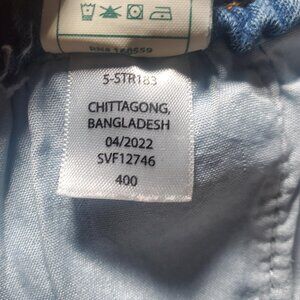 5-STR183
CHITTAGONG,
BANGLADESH
04/2022
SVF12746
400